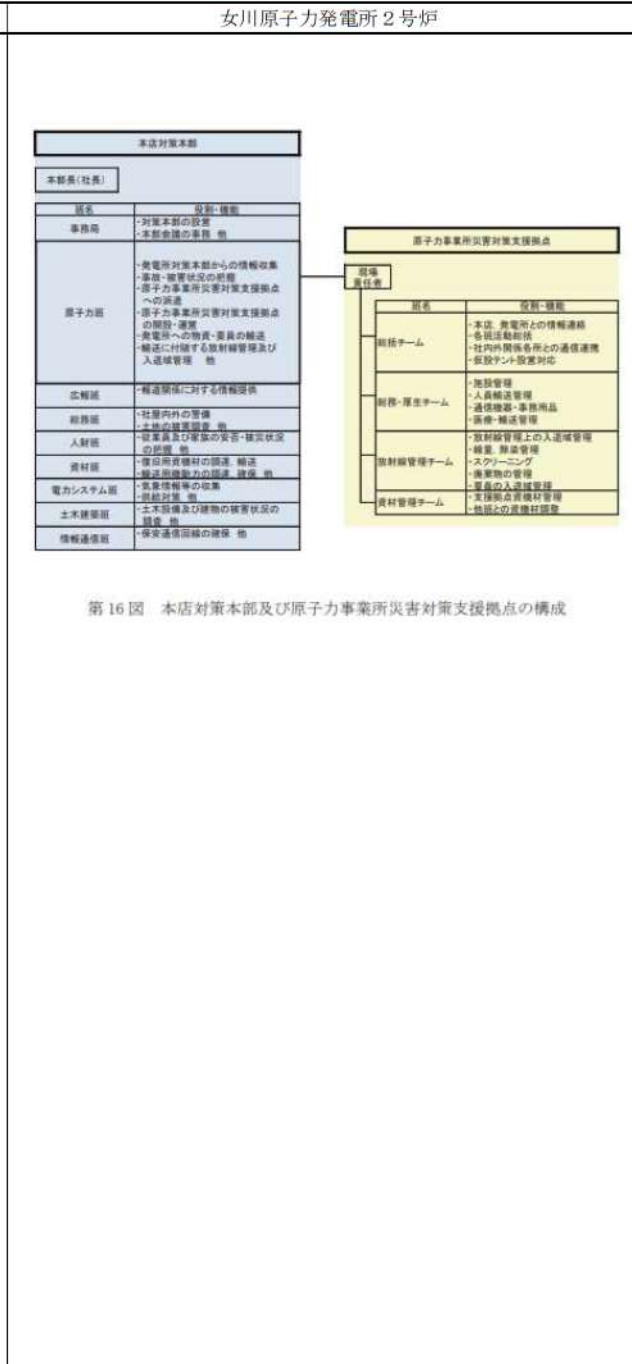 女川原子力発電所2号炉
本店対策本部
本部長(社長)
班名
役割・機能
事務局
・対策本部の設営
・本部会議の事務 他
原子力班
・発電所対策本部からの情報収集
・事故・被害状況の把握
・原子力事業所災害対策支援拠点
への派遣
・原子力事業所災害対策支援拠点
の開設・運営
・発電所への物資・要員の輸送
・輸送に付随する放射線管理及び
入退域管理 他
広報班
・報道関係に対する情報提供
総務班
・社屋内外の警備
・土地の被害調査 他
人財班
・従業員及び家族の安否・被災状況
の把握 他
資材班
・復旧用資機材の調達、輸送
・輸送用機動力の調達、確保 他
電力システム班
・気象情報等の収集
・供給対策 他
土木建築班
・土木設備及び建物の被害状況の
調査 他
情報通信班
・保安通信回線の確保 他
原子力事業所災害対策支援拠点
現場
責任者
班名
役割・機能
総括チーム
・本店、発電所との情報連絡
・各班活動総括
・社内外関係各所との通信連携
・仮設テント設営対応
総務・厚生チーム
・施設管理
・人員輸送管理
・通信機器・事務用品
・医療・輸送管理
放射線管理チーム
・放射線管理上の入退域管理
・線量、除染管理
・スクリーニング
・廃棄物の管理
・要員の入退域管理
資材管理チーム
・支援拠点資機材管理
・他班との資機材調整
第16図 本店対策本部及び原子力事業所災害対策支援拠点の構成